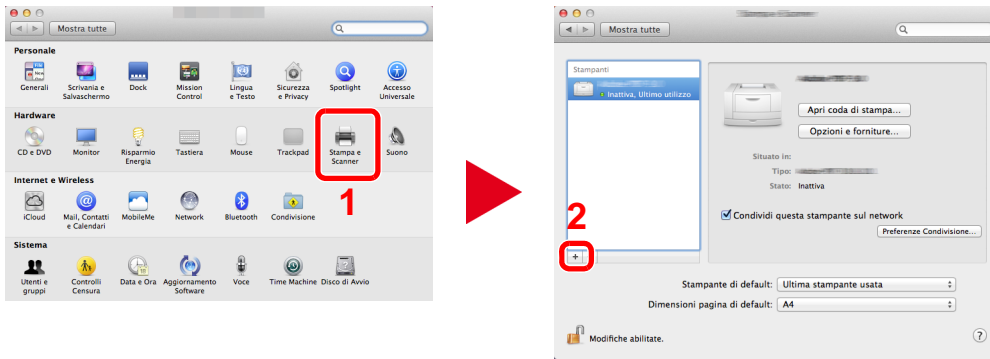 Mostra tutte
Personale
Generali
Scrivania e
Salvaschermo
Dock
Mission
Control
Lingua
e Testo
Sicurezza
e Privacy
Spotlight
Accesso
Universale
Hardware
CD e DVD
Monitor
Risparmio
Energia
Tastiera
Mouse
Trackpad
Stampa e
Scanner
Suono
1
Internet e Wireless
iCloud
Mail, Contatti
e Calendari
MobileMe
Network
Bluetooth
Condivisione
Sistema
Utenti e
gruppi
Controlli
Censura
Data e Ora
Aggiornamento
Software
Voce
Time Machine
Disco di Avvio
Mostra tutte
Stampanti
Inattiva, Ultimo utilizzo
2
+
Apri coda di stampa...
Opzioni e forniture...
Situato in:
Tipo:
Stato: Inattiva
Condividi questa stampante sul network
Preferenze Condivisione...
Stampante di default: Ultima stampante usata
Dimensioni pagina di default: A4
Modifiche abilitate.
?